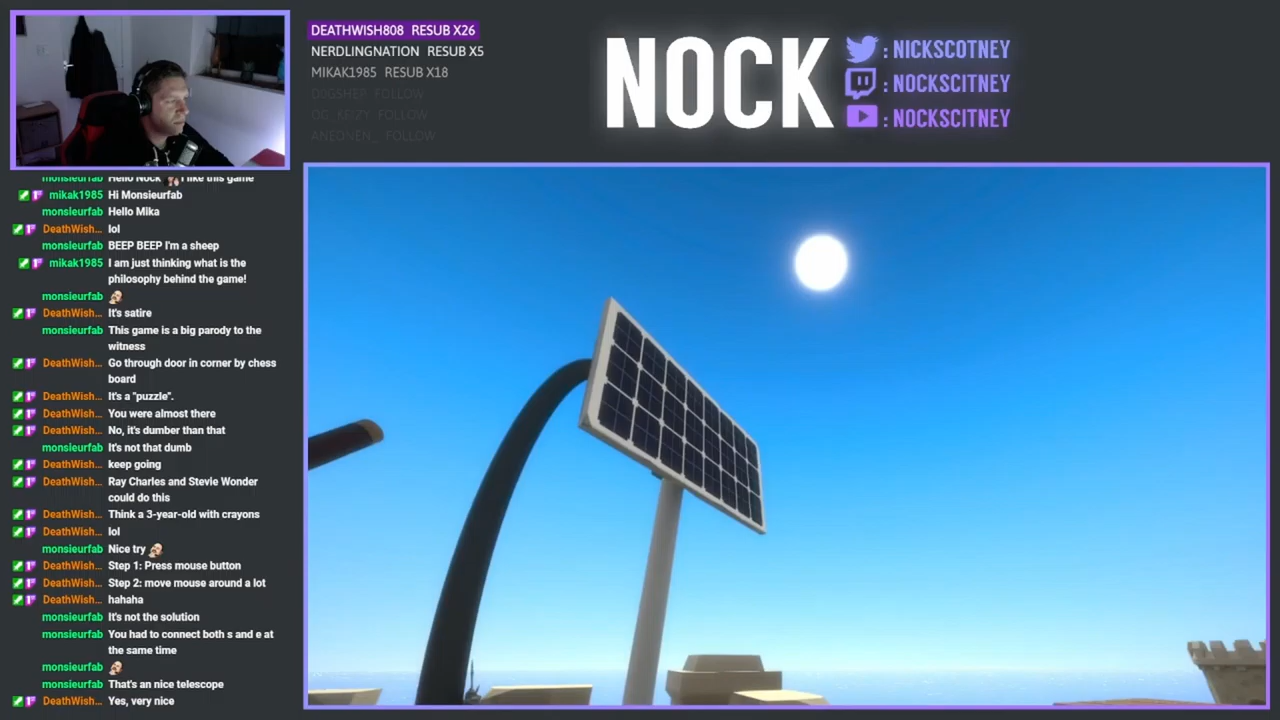 DEATHWISH808 RESUB X26
NERDLINGNATION RESUB X5
MIKAK1985 RESUB X18
D0GSHEP FOLLOW
FOLLOW
ANEONEN_ FOLLOW
NOCK
: NICKSCOTNEY
: NOCKSCITNEY
: NOCKSCITNEY
monsieurfab Hello Nock I like this game
mikak1985 Hi Monsieurfab
monsieurfab Hello Mika
DeathWish... lol
monsieurfab BEEP BEEP I'm a sheep
mikak1985 I am just thinking what is the
philosophy behind the game!
monsieurfab
DeathWish... It's satire
monsieurfab This game is a big parody to the
witness
DeathWish... Go through door in corner by chess
board
DeathWish... It's a "puzzle".
DeathWish... You were almost there
DeathWish... No, it's dumber than that
monsieurfab It's not that dumb
DeathWish... keep going
DeathWish... Ray Charles and Stevie Wonder
could do this
DeathWish... Think a 3-year-old with crayons
DeathWish... lol
monsieurfab Nice try
DeathWish... Step 1: Press mouse button
DeathWish... Step 2: move mouse around a lot
DeathWish... hahaha
monsieurfab It's not the solution
monsieurfab You had to connect both s and e at
the same time
monsieurfab
monsieurfab That's an nice telescope
DeathWish... Yes, very nice